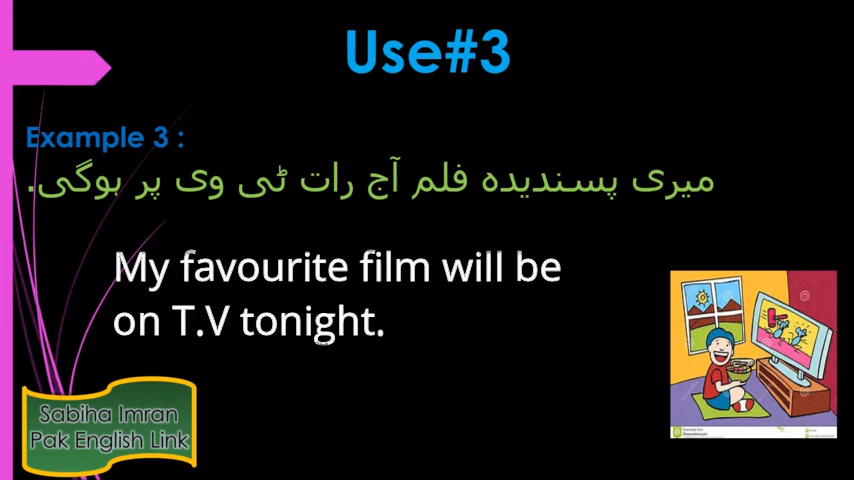 Use#3
Example 3 :
میری پسندیدہ فلم آج رات ٹی وی پر ہوگی.
My favourite film will be
on T.V tonight.
Sabiha Imran
Pak English Link